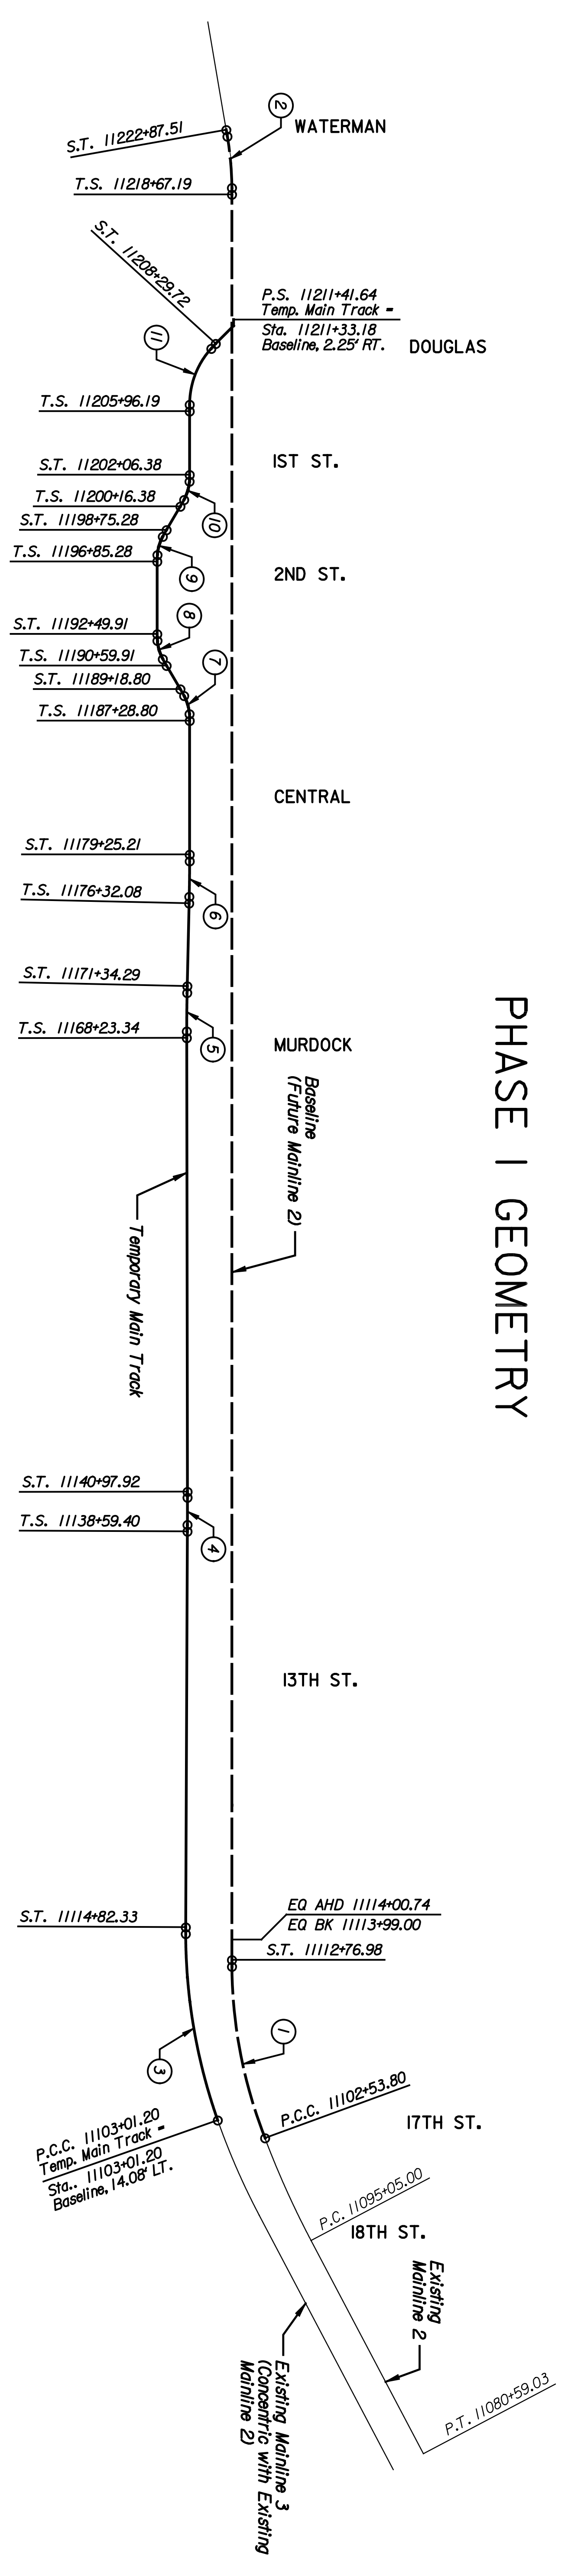 2
WATERMAN
S.T. 11222+87.51
T.S. 11218+67.19
S.T. 11208+29.72
P.S. 11211+41.64
Temp. Main Track =
Sta. 11211+33.18
Baseline, 2.25' RT.
DOUGLAS
11
T.S. 11205+96.19
1ST ST.
S.T. 11202+06.38
T.S. 11200+16.38
10
S.T. 11198+75.28
T.S. 11196+85.28
9
2ND ST.
8
S.T. 11192+49.91
T.S. 11190+59.91
7
S.T. 11189+18.80
T.S. 11187+28.80
CENTRAL
S.T. 11179+25.21
T.S. 11176+32.08
6
S.T. 11171+34.29
T.S. 11168+23.34
5
MURDOCK
PHASE 1 GEOMETRY
Baseline
(Future Mainline 2)
Temporary Main Track
S.T. 11140+97.92
T.S. 11138+59.40
4
13TH ST.
S.T. 11114+82.33
EQ AHD 11114+00.74
EQ BK 11113+99.00
S.T. 11112+76.98
1
3
P.C.C. 11102+53.80
17TH ST.
P.C.C. 11103+01.20
Temp. Main Track =
Sta.. 11103+01.20
Baseline, 14.08' LT.
P.C. 11095+05.00
18TH ST.
Existing
Mainline 2
Existing Mainline 3
(Concentric with Existing
Mainline 2)
P.T. 11080+59.03